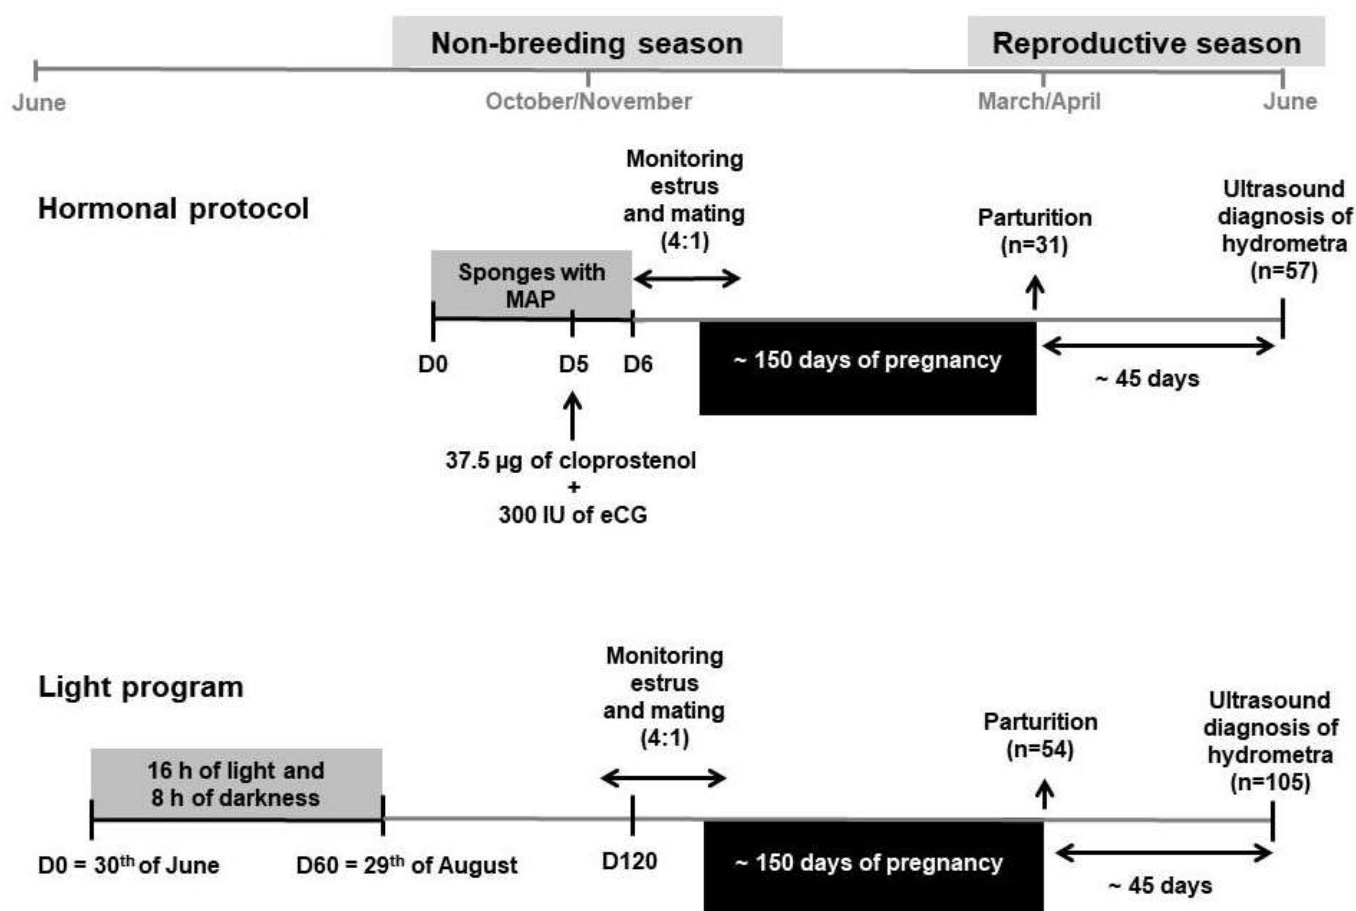 Non-breeding season
Reproductive season
June
October/November
March/April
June
Hormonal protocol
Monitoring
estrus
and mating
(4:1)
Parturition
(n=31)
Ultrasound
diagnosis of
hydrometra
(n=57)
Sponges with
MAP
D0
D5
D6
~ 150 days of pregnancy
~ 45 days
37.5 µg of cloprostenol
+
300 IU of eCG
Light program
Monitoring
estrus
and mating
(4:1)
Parturition
(n=54)
Ultrasound
diagnosis of
hydrometra
(n=105)
16 h of light and
8 h of darkness
D0 = 30th of June
D60 = 29th of August
D120
~ 150 days of pregnancy
~ 45 days